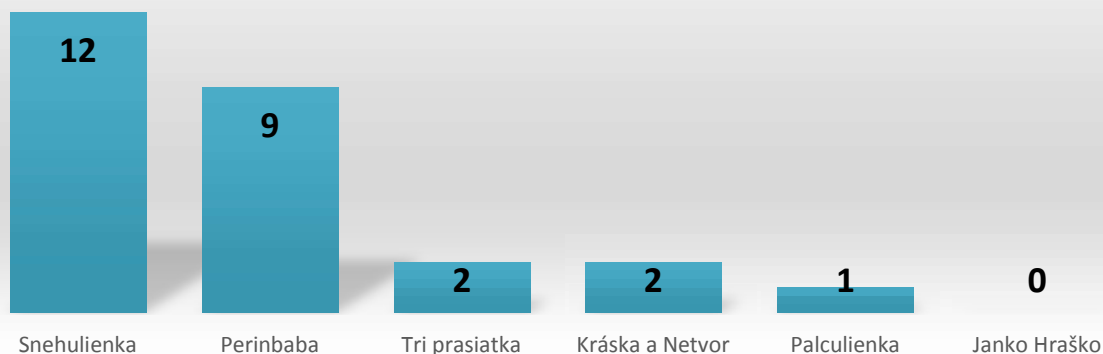 12
9
2 2 1 0
Snehulienka Perinbaba Tri prasiatka Kráska a Netvor Palculienka Janko Hraško